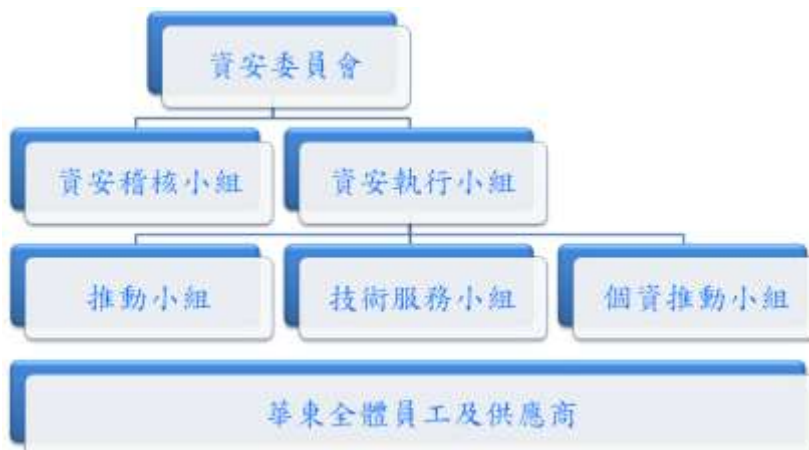 資安委員會
資安稽核小組
資安執行小組
推動小組
技術服務小組
個資推動小組
華東全體員工及供應商